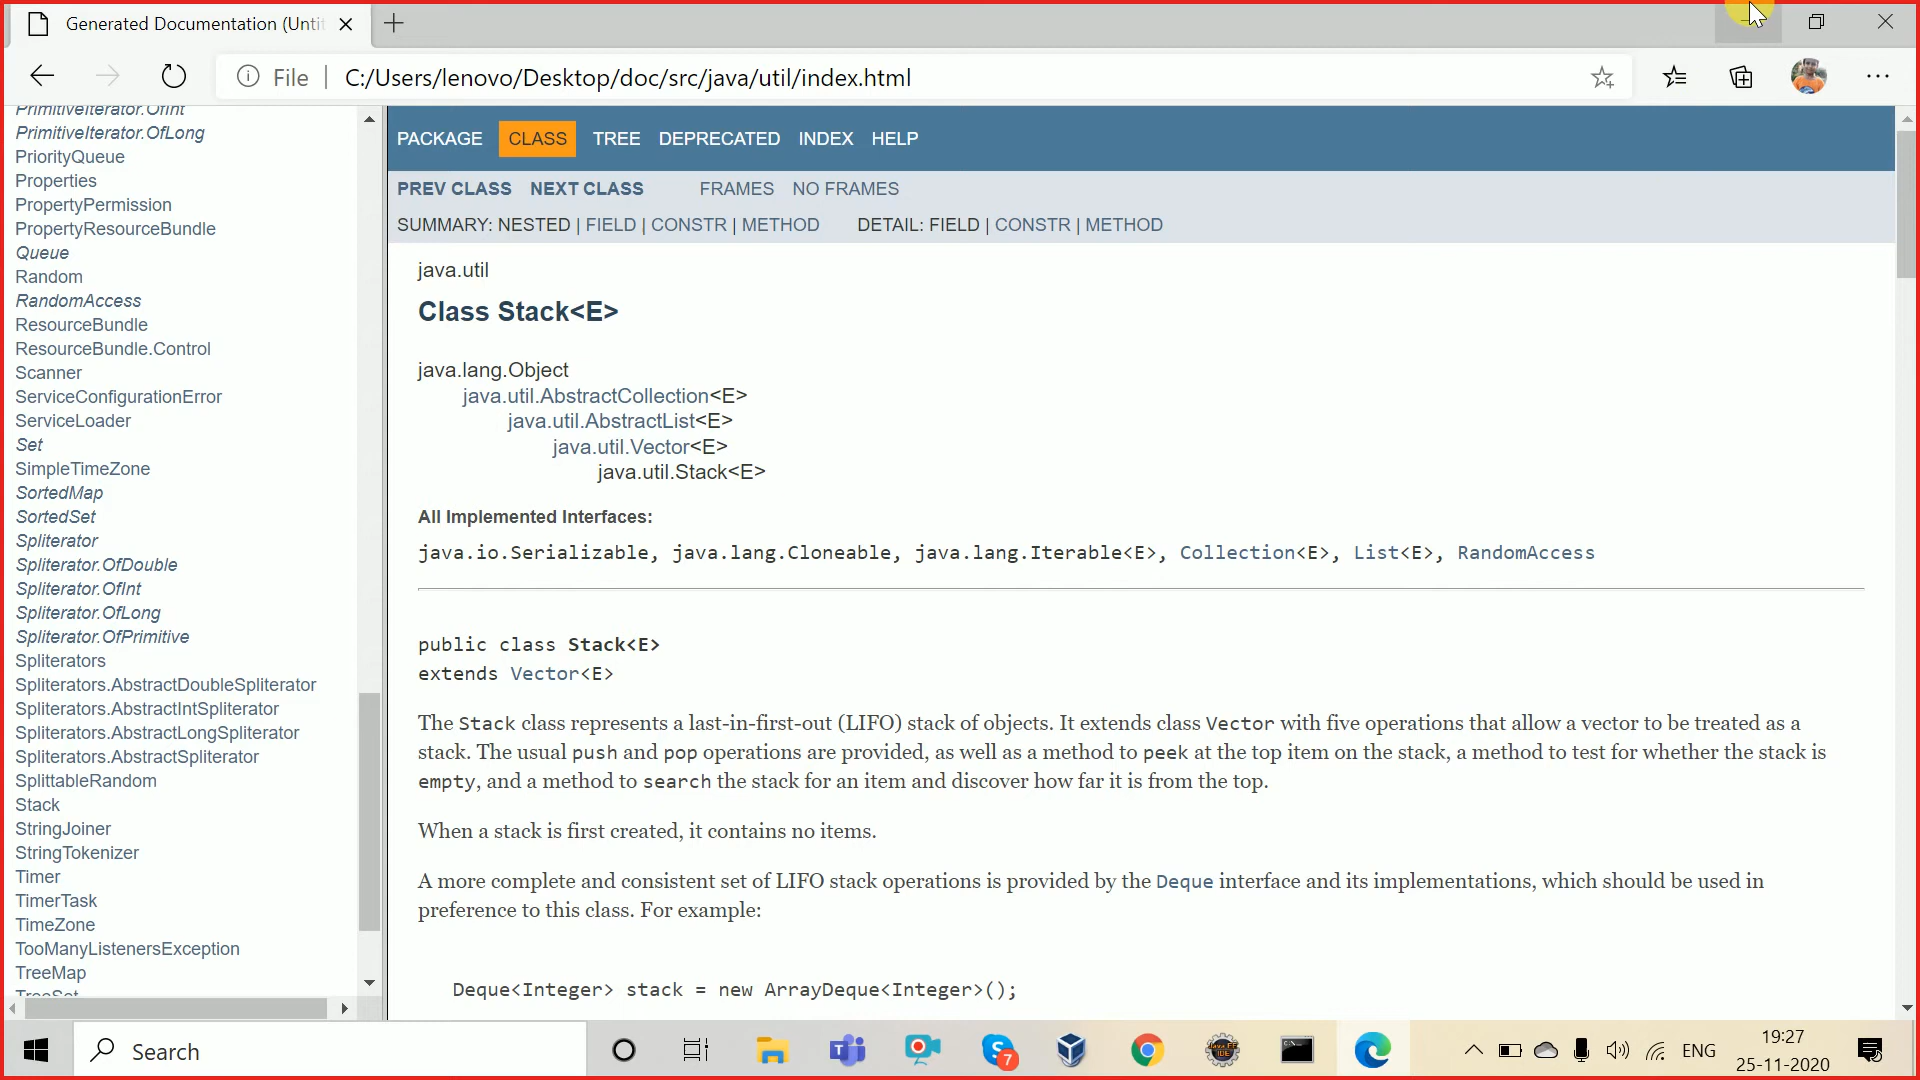 Generated Documentation (Unti
File
C:/Users/lenovo/Desktop/doc/src/java/util/index.html
PrimitiveIterator.OfInt
PrimitiveIterator.OfLong
PriorityQueue
Properties
PropertyPermission
PropertyResourceBundle
Queue
Random
RandomAccess
ResourceBundle
ResourceBundle.Control
Scanner
ServiceConfigurationError
ServiceLoader
Set
SimpleTimeZone
SortedMap
SortedSet
Spliterator
Spliterator.OfDouble
Spliterator.OfInt
Spliterator.OfLong
Spliterator.OfPrimitive
Spliterators
Spliterators.AbstractDoubleSpliterator
Spliterators.AbstractIntSpliterator
Spliterators.AbstractLongSpliterator
Spliterators.AbstractSpliterator
SplittableRandom
Stack
StringJoiner
StringTokenizer
Timer
TimerTask
TimeZone
TooManyListenersException
TreeMap
TreeSet
PACKAGE CLASS TREE DEPRECATED INDEX HELP
PREV CLASS NEXT CLASS FRAMES NO FRAMES
SUMMARY: NESTED | FIELD | CONSTR | METHOD DETAIL: FIELD | CONSTR | METHOD
java.util
Class Stack<E>
java.lang.Object
java.util.AbstractCollection<E>
java.util.AbstractList<E>
java.util.Vector<E>
java.util.Stack<E>
All Implemented Interfaces:
java.io.Serializable, java.lang.Cloneable, java.lang.Iterable<E>, Collection<E>, List<E>, RandomAccess
public class Stack<E>
extends Vector<E>
The Stack class represents a last-in-first-out (LIFO) stack of objects. It extends class Vector with five operations that allow a vector to be treated as a
stack. The usual push and pop operations are provided, as well as a method to peek at the top item on the stack, a method to test for whether the stack is
empty, and a method to search the stack for an item and discover how far it is from the top.
When a stack is first created, it contains no items.
A more complete and consistent set of LIFO stack operations is provided by the Deque interface and its implementations, which should be used in
preference to this class. For example:
Deque<Integer> stack = new ArrayDeque<Integer>();
Search
7
ENG
19:27
25-11-2020